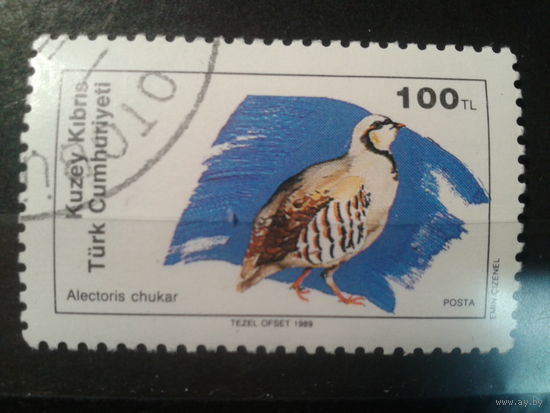 100 TL
Kuzey Kıbrıs
Türk Cumhuriyeti
Alectoris chukar
POSTA
EMİN ÇİZENEL
TEZEL OFSET 1989
www.ay.by